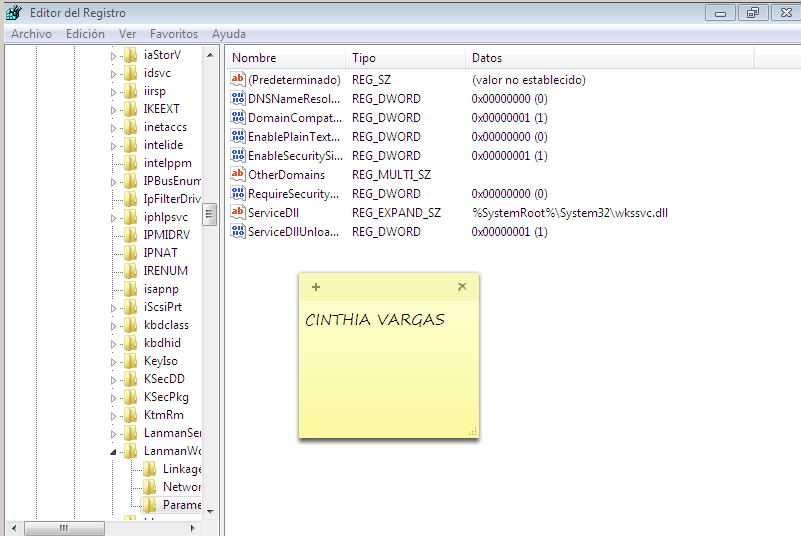 Editor del Registro
Archivo Edición Ver Favoritos Ayuda
iaStorV
idsvc
iirsp
IKEEXT
inetaccs
intelide
intelppm
IPBusEnum
IpFilterDriv
iphlpsvc
IPMIDRV
IPNAT
IRENUM
isapnp
iScsiPrt
kbdclass
kbdhid
KeyIso
KSecDD
KSecPkg
KtmRm
LanmanSer
LanmanWo
Linkage
Networ
Parame
Nombre Tipo Datos
(Predeterminado) REG_SZ (valor no establecido)
DNSNameResol... REG_DWORD 0x00000000 (0)
DomainCompat... REG_DWORD 0x00000001 (1)
EnablePlainText... REG_DWORD 0x00000000 (0)
EnableSecuritySi... REG_DWORD 0x00000001 (1)
OtherDomains REG_MULTI_SZ
RequireSecurity... REG_DWORD 0x00000000 (0)
ServiceDll REG_EXPAND_SZ %SystemRoot%\System32\wkssvc.dll
ServiceDllUnloa... REG_DWORD 0x00000001 (1)
CINTHIA VARGAS